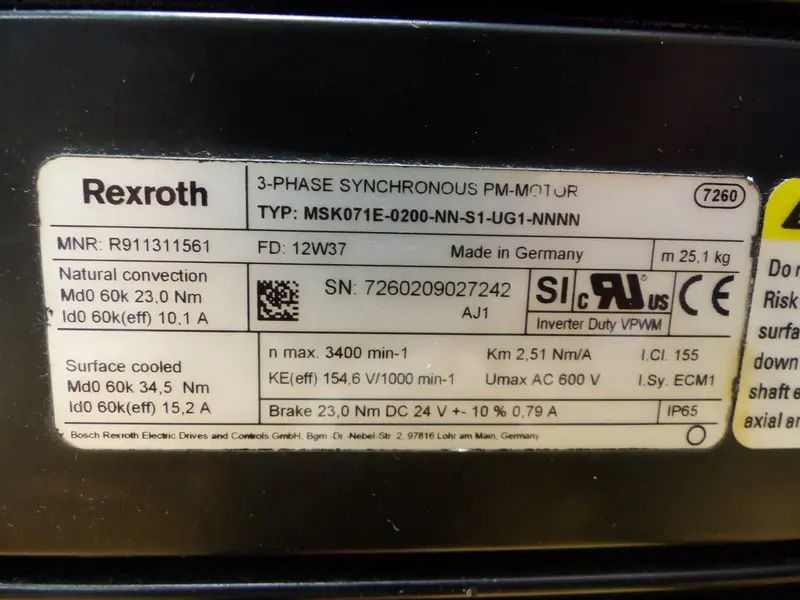 Rexroth
3-PHASE SYNCHRONOUS PM-MOTOR
7260
TYP: MSK071E-0200-NN-S1-UG1-NNNN
MNR: R911311561
FD: 12W37
Made in Germany
m 25,1 kg
Natural convection
Md0 60k 23,0 Nm
Id0 60k(eff) 10,1 A
SN: 7260209027242
AJ1
SI
c RU US
®
CE
Inverter Duty VPWM
Surface cooled
Md0 60k 34,5 Nm
Id0 60k(eff) 15,2 A
n max. 3400 min-1
Km 2,51 Nm/A
I.Cl. 155
KE(eff) 154,6 V/1000 min-1
Umax AC 600 V
I.Sy. ECM1
Brake 23,0 Nm DC 24 V +- 10 % 0,79 A
IP65
Bosch Rexroth Electric Drives and Controls GmbH, Bgm.-Dr.-Nebel-Str. 2, 97816 Lohr am Main, Germany
Risk
down
axial